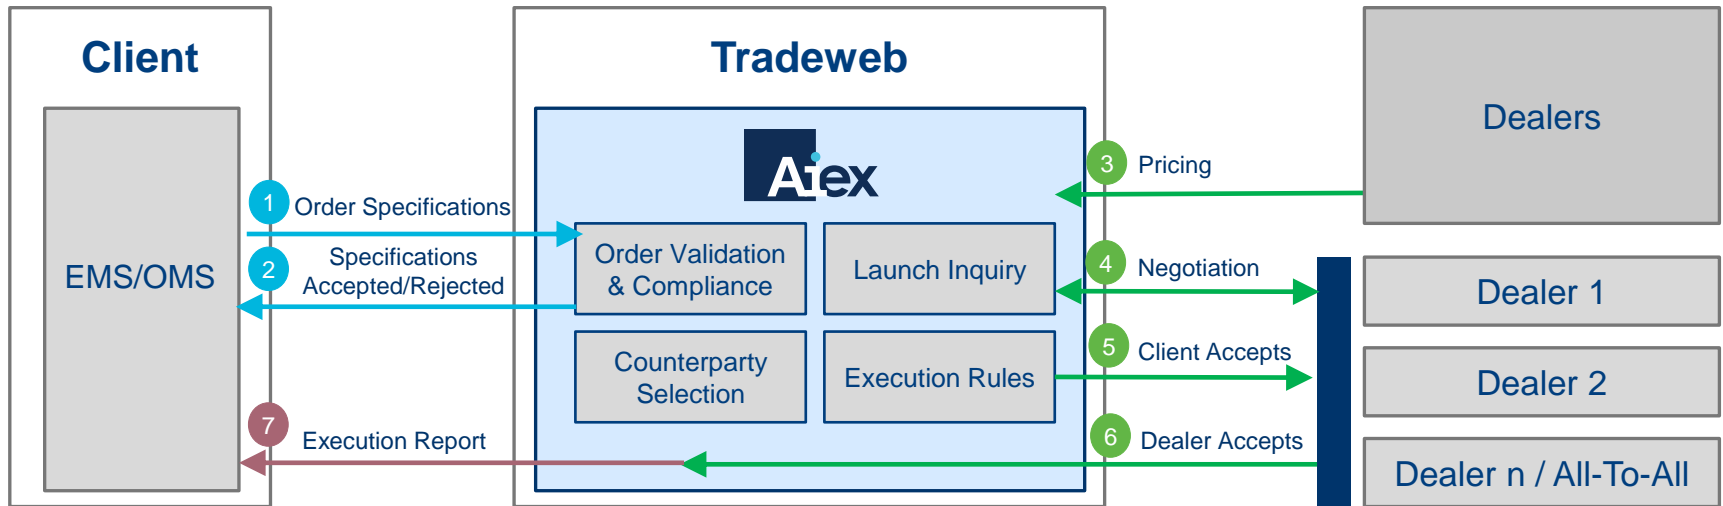 Client
Tradeweb
Dealers
Aiex
3 Pricing
1 Order Specifications
2 Specifications
Accepted/Rejected
EMS/OMS
Order Validation
& Compliance
Launch Inquiry
4 Negotiation
Dealer 1
Counterparty
Selection
Execution Rules
5 Client Accepts
Dealer 2
7 Execution Report
6 Dealer Accepts
Dealer n / All-To-All